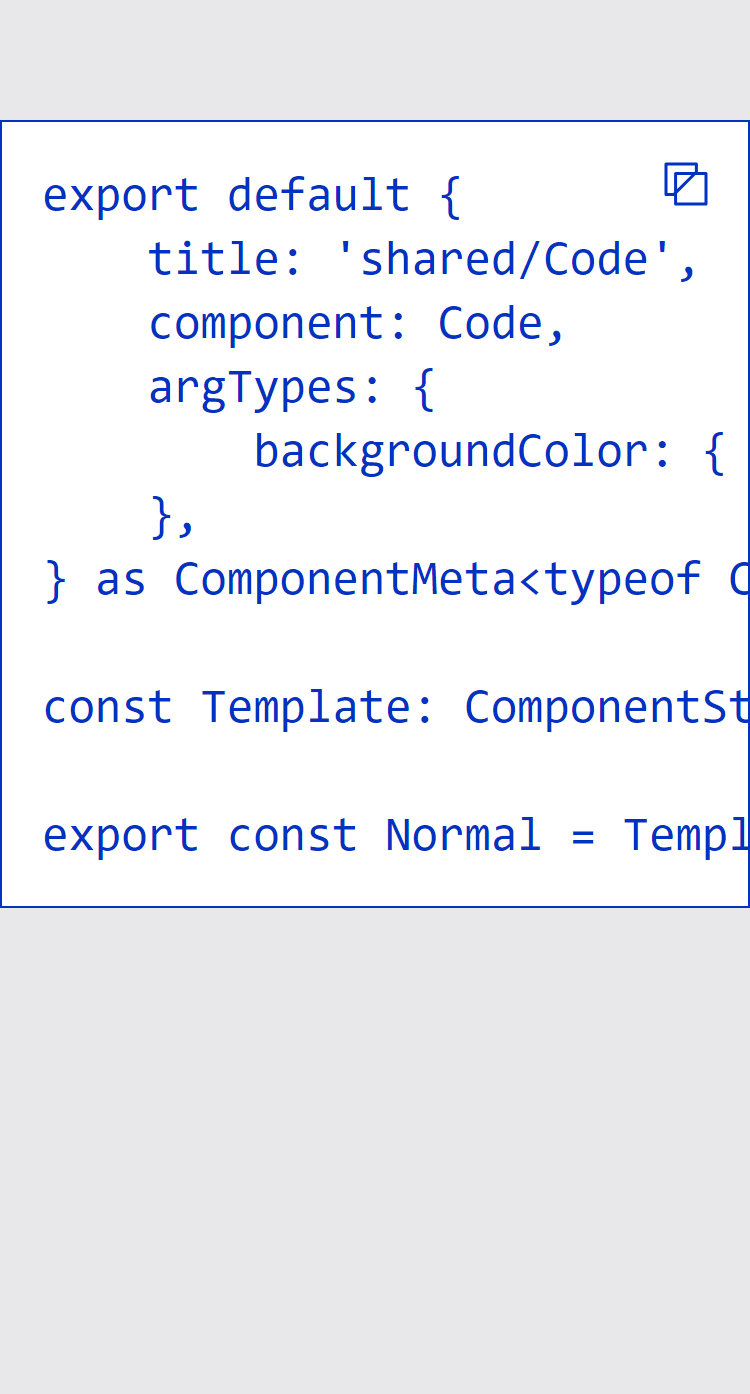 export default {
    title: 'shared/Code',
    component: Code,
    argTypes: {
        backgroundColor: {
    },
} as ComponentMeta<typeof C

const Template: ComponentSt

export const Normal = Templ